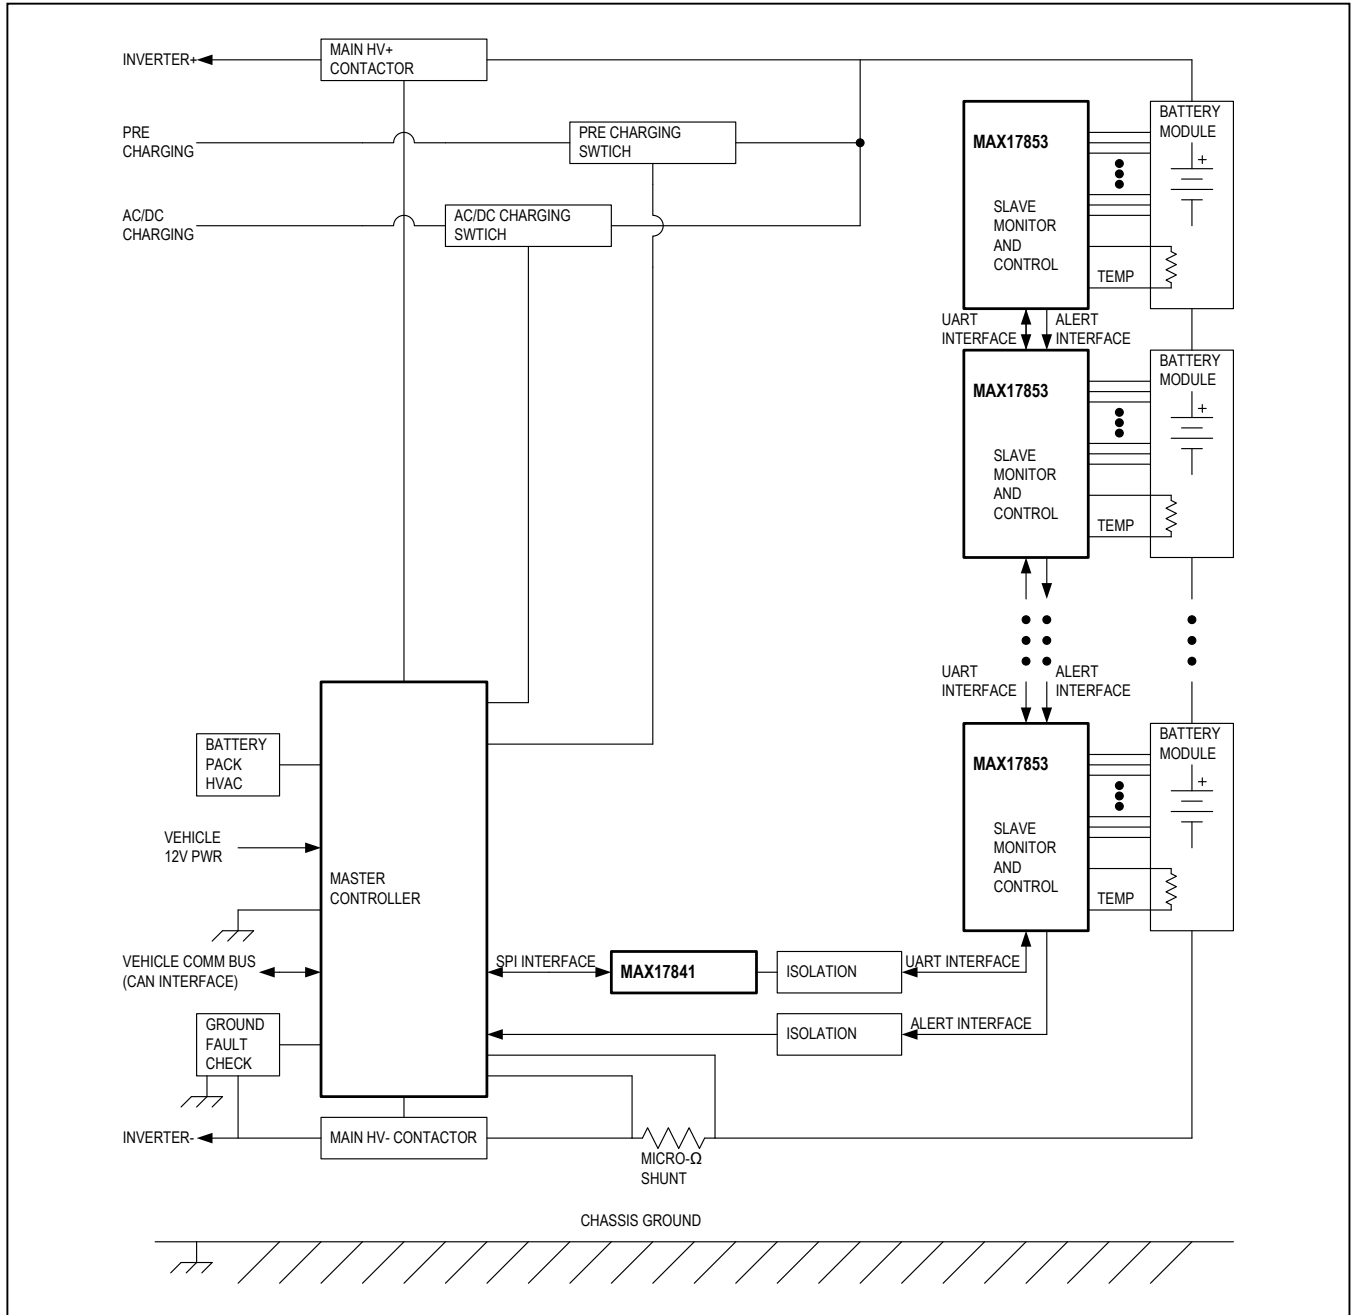 INVERTER+
MAIN HV+
CONTACTOR
PRE
CHARGING
PRE CHARGING
SWTICH
AC/DC
CHARGING
AC/DC CHARGING
SWTICH
MAX17853
SLAVE
MONITOR
AND
CONTROL
BATTERY
MODULE
+
TEMP
UART
INTERFACE
ALERT
INTERFACE
MAX17853
SLAVE
MONITOR
AND
CONTROL
BATTERY
MODULE
+
TEMP
UART
INTERFACE
ALERT
INTERFACE
MAX17853
SLAVE
MONITOR
AND
CONTROL
BATTERY
MODULE
+
TEMP
BATTERY
PACK
HVAC
VEHICLE
12V PWR
MASTER
CONTROLLER
VEHICLE COMM BUS
(CAN INTERFACE)
SPI INTERFACE
MAX17841
ISOLATION
UART INTERFACE
GROUND
FAULT
CHECK
ISOLATION
ALERT INTERFACE
INVERTER-
MAIN HV- CONTACTOR
MICRO-Ω
SHUNT
CHASSIS GROUND